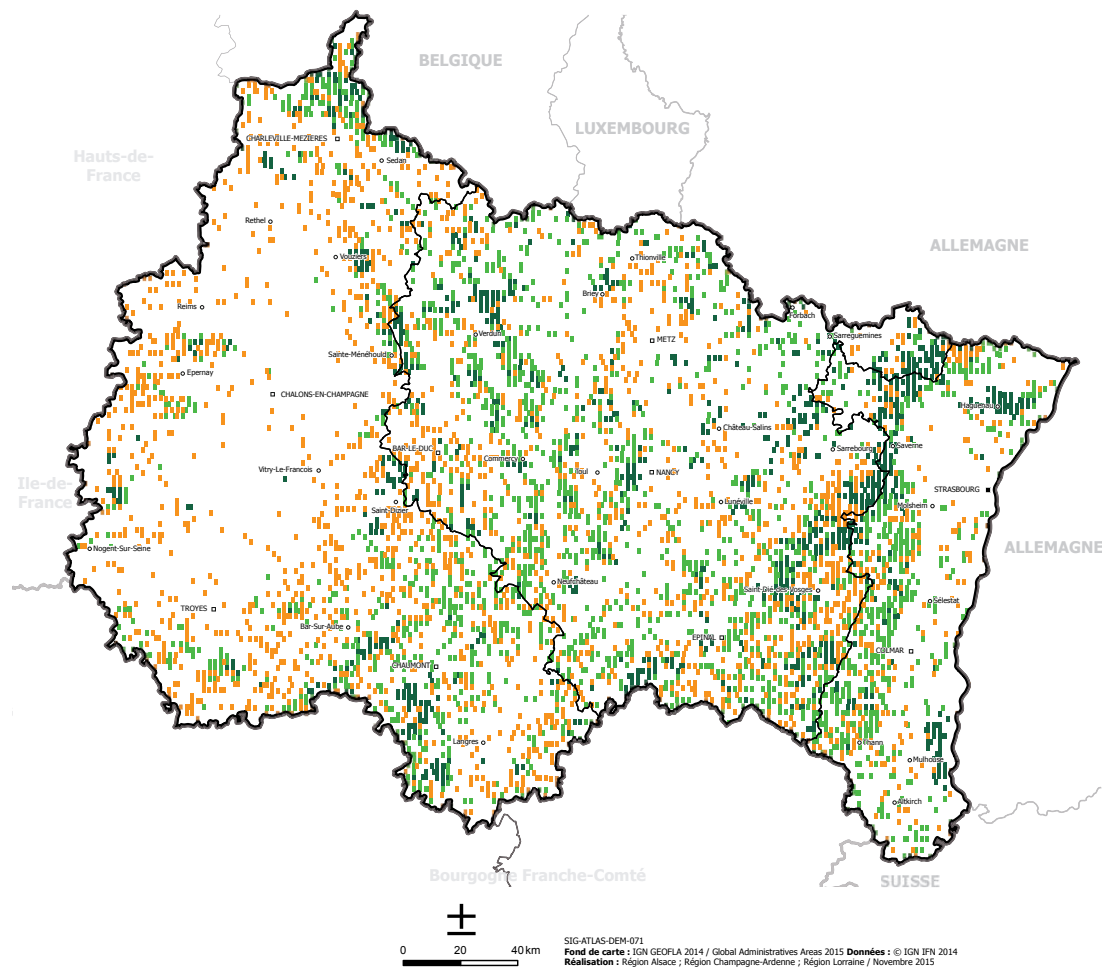 BELGIQUE
LUXEMBOURG
CHARLEVILLE-MEZIERES
Hauts-de-
France
Sedan
Rethel
ALLEMAGNE
Vouziers
Thionville
Briey
Reims
Forbach
Verdun
Sarreguemines
METZ
Sainte-Ménéhould
Epernay
CHALONS-EN-CHAMPAGNE
Haguenau
Château-Salins
BAR-LE-DUC
Saverne
Sarrebourg
Commercy
Vitry-Le-Francois
Toul
NANCY
Ile-de-
France
STRASBOURG
Lunéville
Molsheim
Saint-Dizier
Nogent-Sur-Seine
ALLEMAGNE
Neufchâteau
Saint-Dié-des-Vosges
Sélestat
TROYES
Bar-Sur-Aube
EPINAL
COLMAR
CHAUMONT
Langres
Thann
Mulhouse
Altkirch
Bourgogne Franche-Comté
SUISSE
0 20 40 km
SIG-ATLAS-DEM-071
Fond de carte : IGN GEOFLA 2014 / Global Administratives Areas 2015 Données : © IGN IFN 2014
Réalisation : Région Alsace ; Région Champagne-Ardenne ; Région Lorraine / Novembre 2015